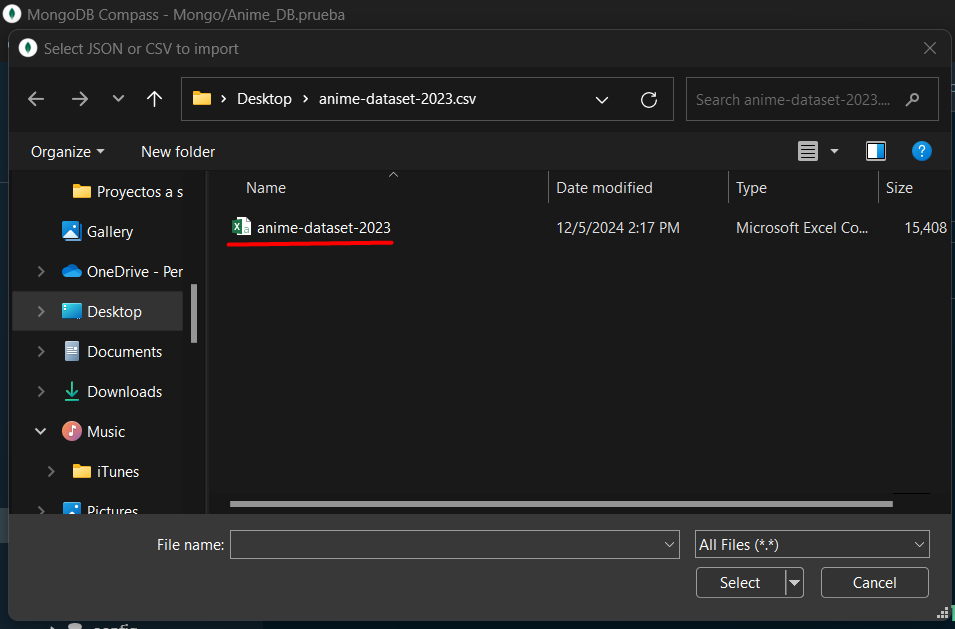 MongoDB Compass - Mongo/Anime_DB.prueba
Select JSON or CSV to import
Desktop > anime-dataset-2023.csv
Search anime-dataset-2023....
Organize
New folder
?
Name
Date modified
Type
Size
Proyectos a s
Gallery
OneDrive - Per
Desktop
Documents
Downloads
Music
iTunes
Pictures
anime-dataset-2023
12/5/2024 2:17 PM
Microsoft Excel Co...
15,408
File name:
All Files (*.*)
Select
Cancel
config